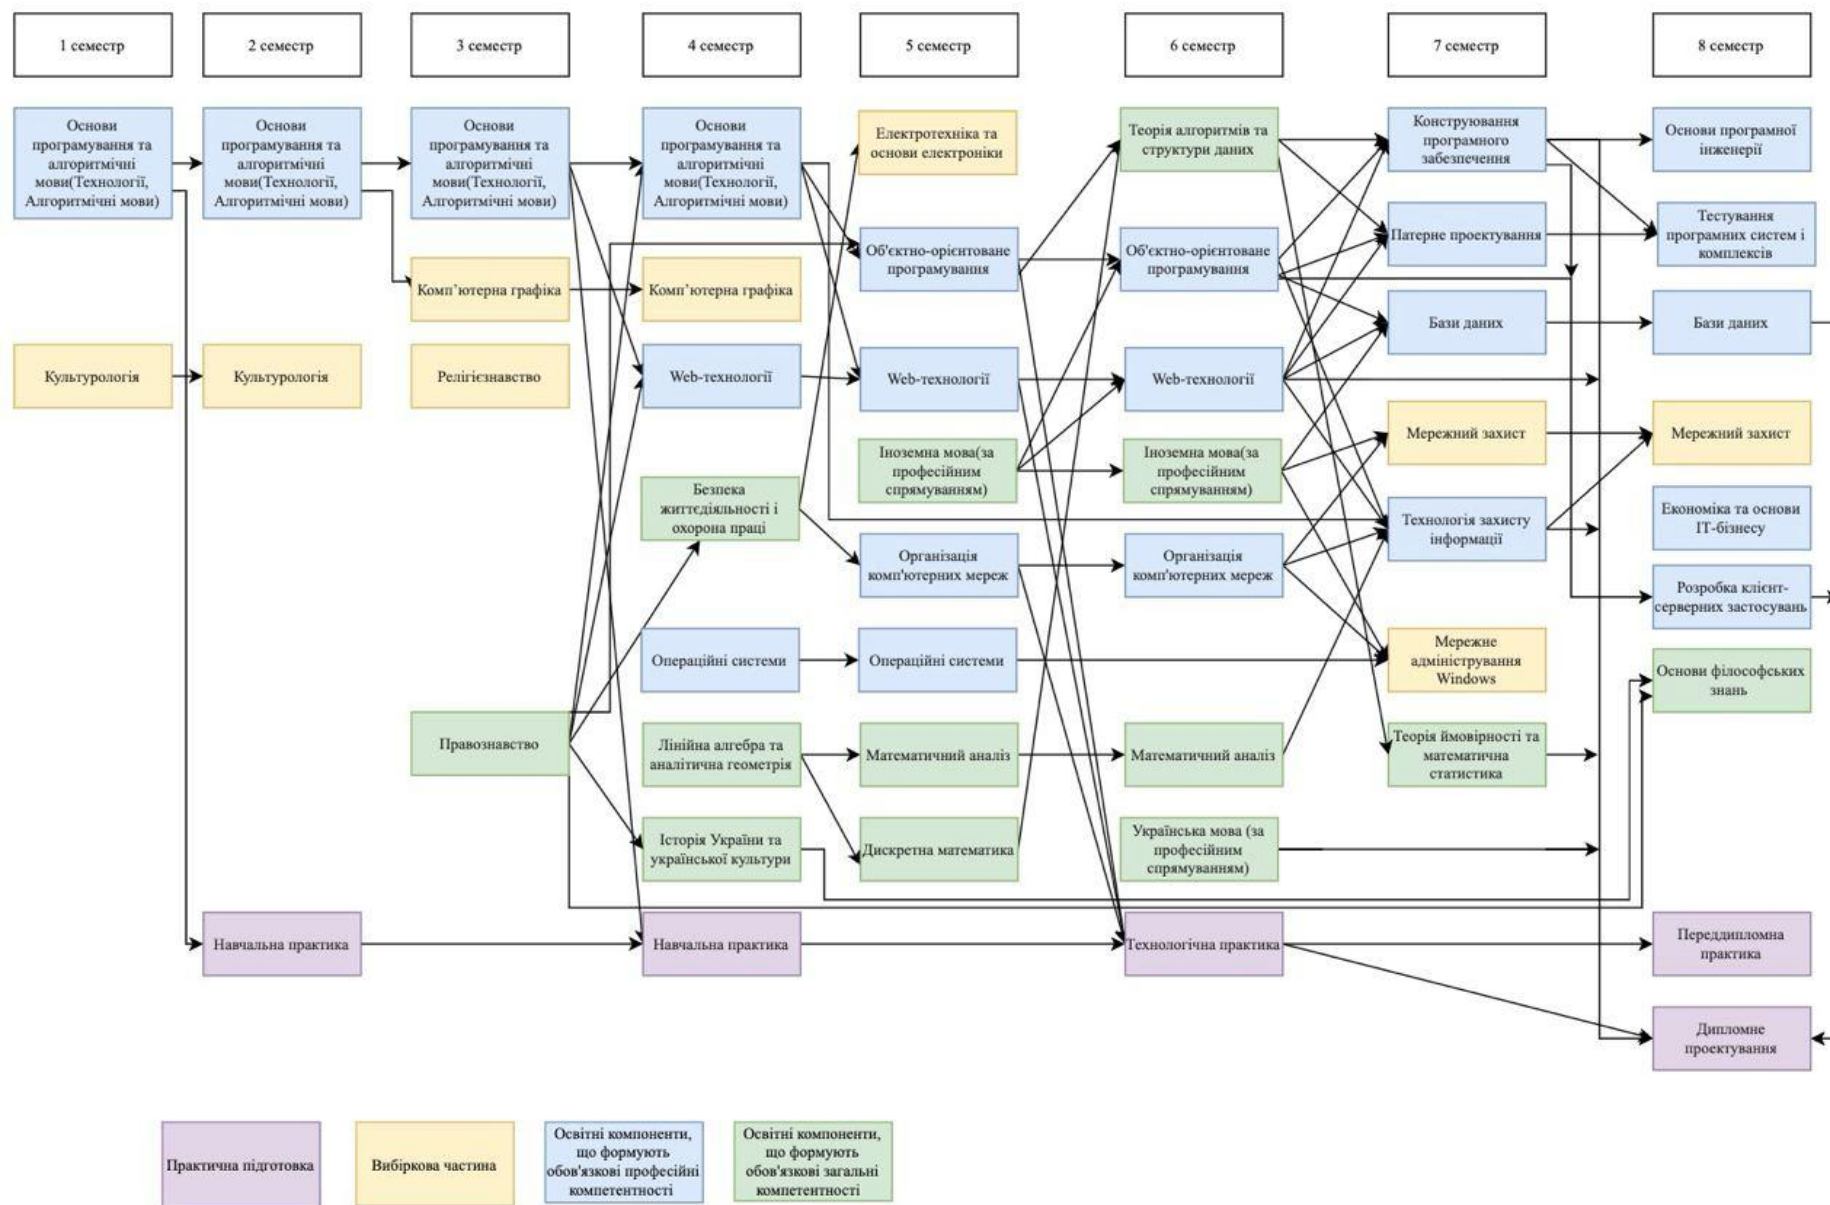 1 семестр
2 семестр
3 семестр
4 семестр
5 семестр
6 семестр
7 семестр
8 семестр
Основи
програмування та
алгоритмічні
мови(Технології,
Алгоритмічні мови)
Основи
програмування та
алгоритмічні
мови(Технології,
Алгоритмічні мови)
Основи
програмування та
алгоритмічні
мови(Технології,
Алгоритмічні мови)
Основи
програмування та
алгоритмічні
мови(Технології,
Алгоритмічні мови)
Електротехніка та
основи електроніки
Теорія алгоритмів та
структури даних
Конструювання
програмного
забезпечення
Основи програмної
інженерії
Об'єктно-орієнтоване
програмування
Об'єктно-орієнтоване
програмування
Патерне проектування
Тестування
програмних систем і
комплексів
Комп’ютерна графіка
Комп’ютерна графіка
Бази даних
Бази даних
Культурологія
Культурологія
Релігієзнавство
Web-технології
Web-технології
Web-технології
Мережний захист
Мережний захист
Безпека
життєдіяльності і
охорона праці
Іноземна мова(за
професійним
спрямуванням)
Іноземна мова(за
професійним
спрямуванням)
Технологія захисту
інформації
Економіка та основи
ІТ-бізнесу
Організація
комп'ютерних мереж
Організація
комп'ютерних мереж
Розробка клієнт-
серверних застосувань
Операційні системи
Операційні системи
Мережне
адміністрування
Windows
Основи філософських
знань
Правознавство
Лінійна алгебра та
аналітична геометрія
Математичний аналіз
Математичний аналіз
Теорія ймовірності та
математична
статистика
Історія України та
української культури
Дискретна математика
Українська мова (за
професійним
спрямуванням)
Навчальна практика
Навчальна практика
Технологічна практика
Переддипломна
практика
Дипломне
проектування
Практична підготовка
Вибіркова частина
Освітні компоненти,
що формують
обов'язкові професійні
компетентності
Освітні компоненти,
що формують
обов'язкові загальні
компетентності